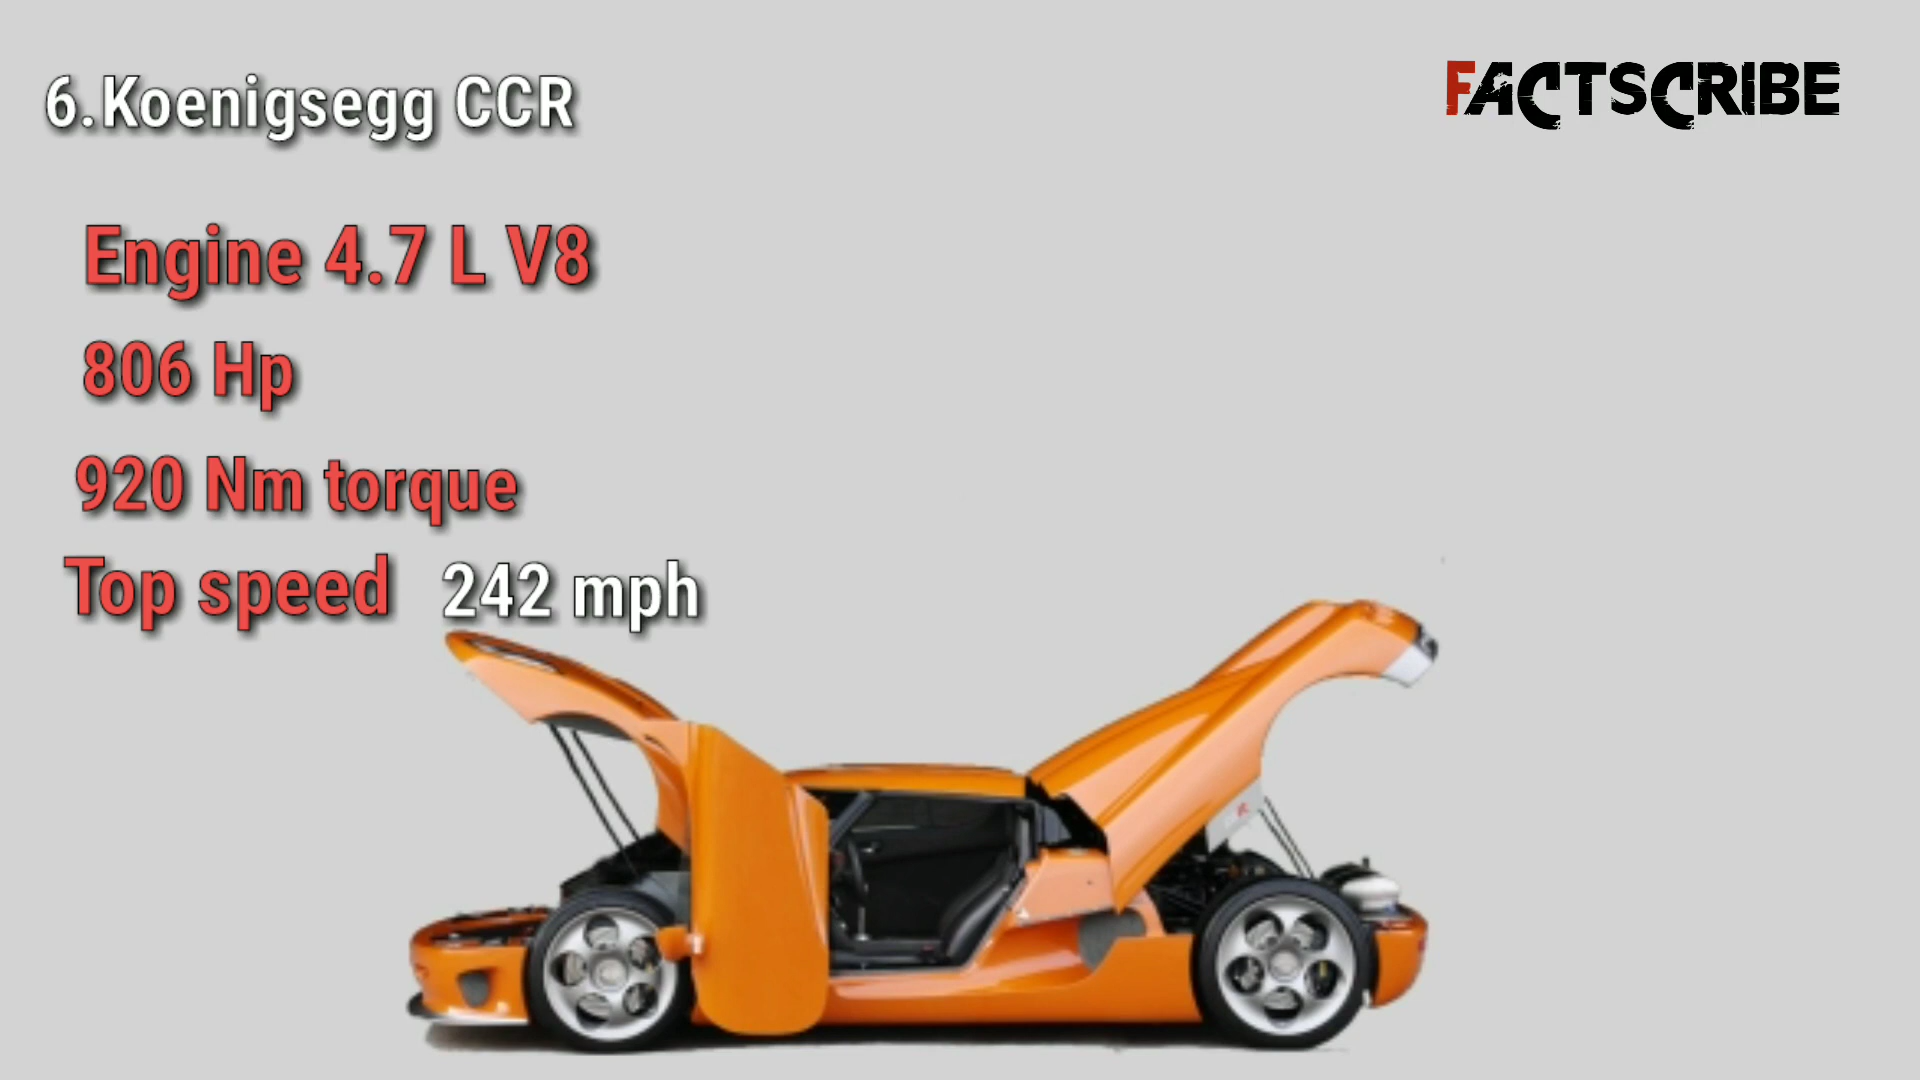 6.Koenigsegg CCR
FACTSCRIBE
Engine 4.7 L V8
806 Hp
920 Nm torque
Top speed 242 mph